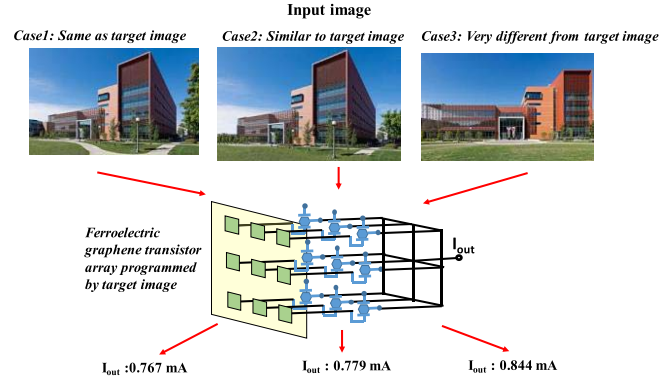 Input image
Case1: Same as target image
Case2: Similar to target image
Case3: Very different from target image
Ferroelectric
graphene transistor
array programmed
by target image
Iout
Iout :0.767 mA
Iout : 0.779 mA
Iout : 0.844 mA